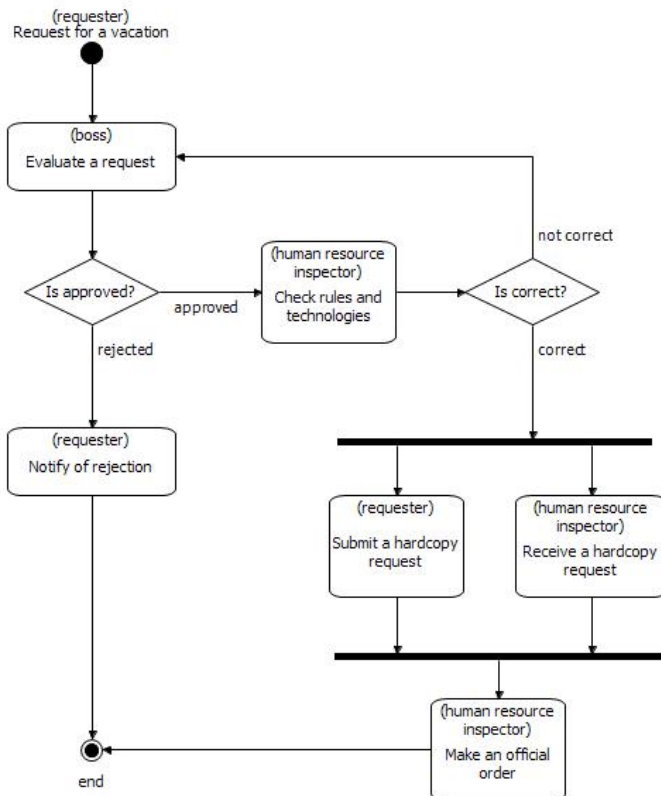 (requester)
Request for a vacation
(boss)
Evaluate a request
not correct
(human resource
inspector)
Check rules and
technologies
Is approved?
approved
Is correct?
rejected
correct
(requester)
Notify of rejection
(requester)
Submit a hardcopy
request
(human resource
inspector)
Receive a hardcopy
request
(human resource
inspector)
Make an official
order
end